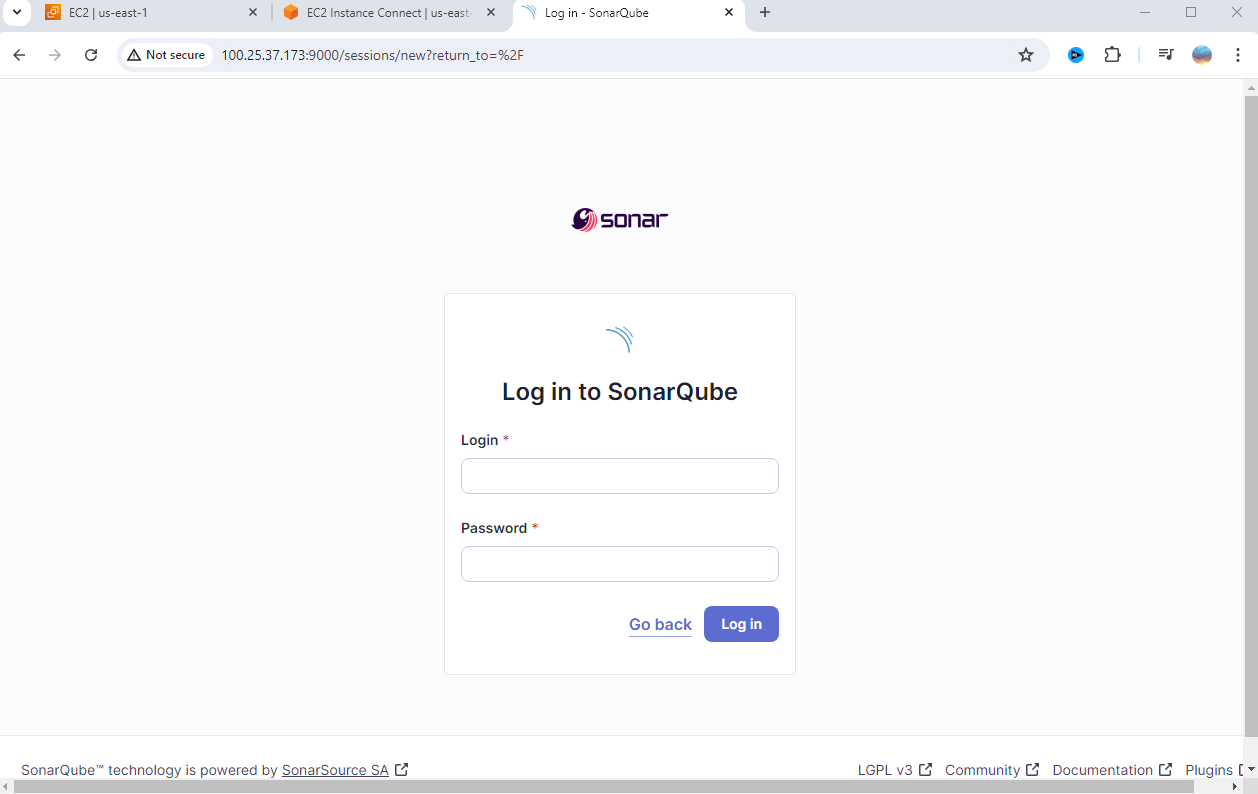 EC2 | us-east-1
EC2 Instance Connect | us-east-
Log in - SonarQube
Not secure
100.25.37.173:9000/sessions/new?return_to=%2F
sonar
Log in to SonarQube
Login *
Password *
Go back
Log in
SonarQube™ technology is powered by SonarSource SA
LGPL v3
Community
Documentation
Plugins